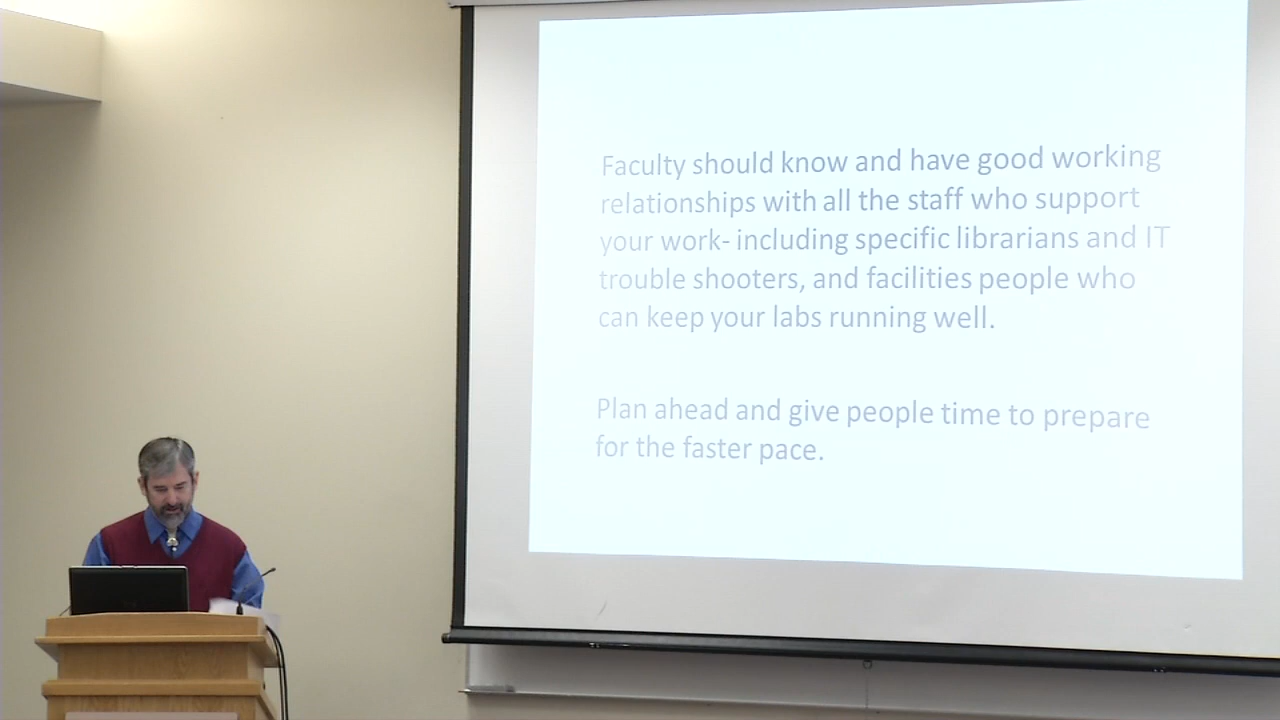 Faculty should know and have good working
relationships with all the staff who support
your work- including specific librarians and IT
trouble shooters, and facilities people who
can keep your labs running well.
Plan ahead and give people time to prepare
for the faster pace.